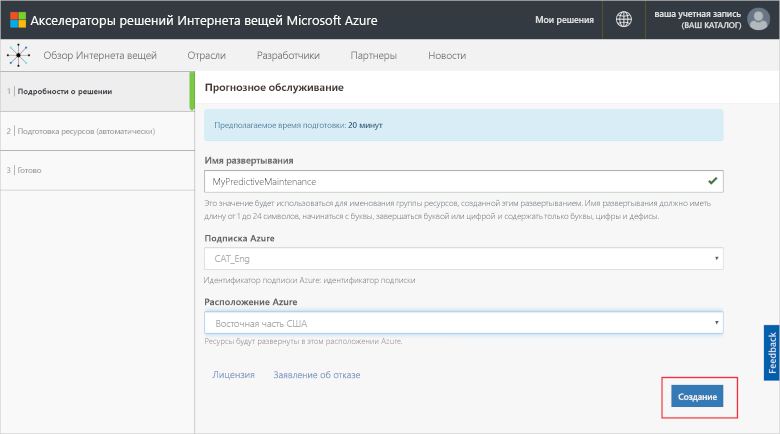 Акселераторы решений Интернета вещей Microsoft Azure
Мои решения
ваша учетная запись
(ВАШ КАТАЛОГ)
Обзор Интернета вещей
Отрасли
Разработчики
Партнеры
Новости
1 Подробности о решении
2 Подготовка ресурсов (автоматически)
3 Готово
Прогнозное обслуживание
Предполагаемое время подготовки: 20 минут
Имя развертывания
MyPredictiveMaintenance
Это значение будет использоваться для именования группы ресурсов, созданной этим развертыванием. Имя развертывания должно иметь
длину от 1 до 24 символов, начинаться с буквы, завершаться буквой или цифрой и содержать только буквы, цифры и дефисы.
Подписка Azure
CAT_Eng
Идентификатор подписки Azure: идентификатор подписки
Расположение Azure
Восточная часть США
Ресурсы будут развернуты в этом расположении Azure.
Лицензия
Заявление об отказе
Создание
Feedback